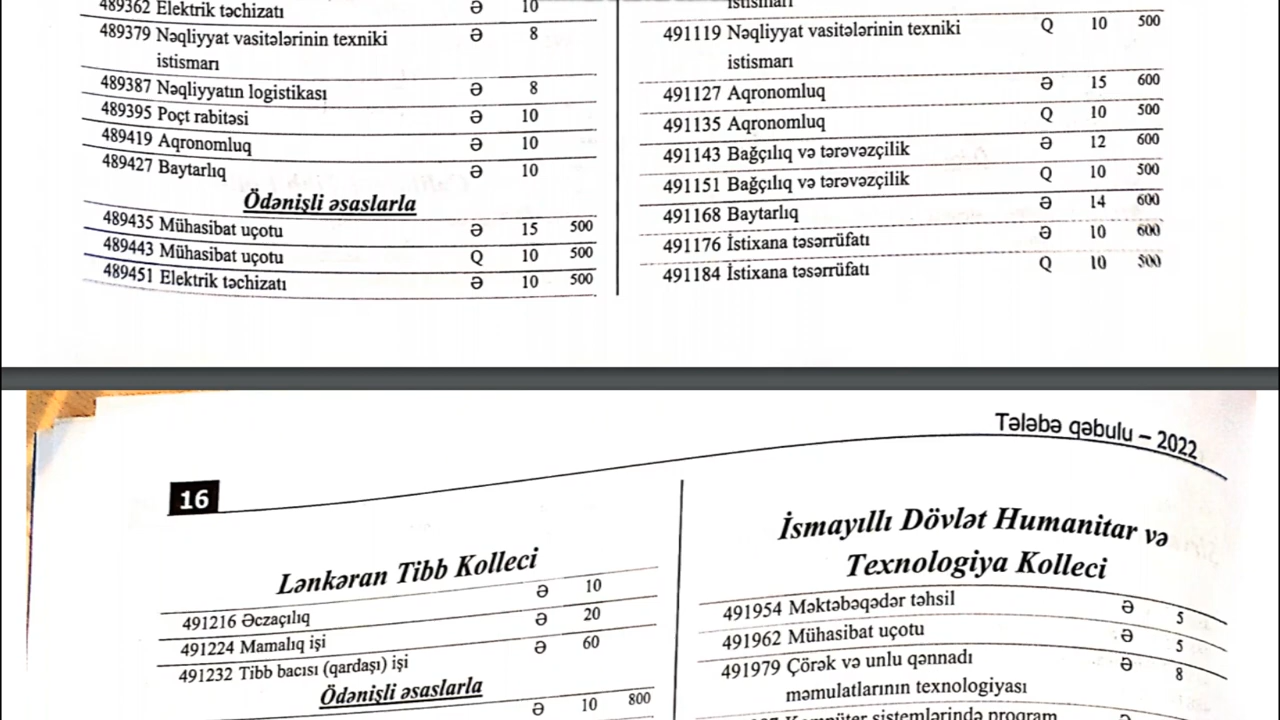 489362 Elektrik təchizatı Ə 10
489379 Nəqliyyat vasitələrinin texniki Ə 8
istismarı
489387 Nəqliyyatın logistikası Ə 8
489395 Poçt rabitəsi Ə 10
489419 Aqronomluq Ə 10
489427 Baytarlıq Ə 10
Ödənişli əsaslarla
489435 Mühasibat uçotu Ə 15 500
489443 Mühasibat uçotu Q 10 500
489451 Elektrik təchizatı Ə 10 500
istismarı
491119 Nəqliyyat vasitələrinin texniki Q 10 500
istismarı
491127 Aqronomluq Ə 15 600
491135 Aqronomluq Q 10 500
491143 Bağçılıq və tərəvəzçilik Ə 12 600
491151 Bağçılıq və tərəvəzçilik Q 10 500
491168 Baytarlıq Ə 14 600
491176 İstixana təsərrüfatı Ə 10 600
491184 İstixana təsərrüfatı Q 10 500
Tələbə qəbulu – 2022
16
Lənkəran Tibb Kolleci
491216 Əczaçılıq Ə 10
491224 Mamalıq işi Ə 20
491232 Tibb bacısı (qardaşı) işi Ə 60
Ödənişli əsaslarla
Ə 10 800
İsmayıllı Dövlət Humanitar və
Texnologiya Kolleci
491954 Məktəbəqədər təhsil Ə 5
491962 Mühasibat uçotu Ə 5
491979 Çörək və unlu qənnadı Ə 8
məmulatlarının texnologiyası
Kompüter sistemlərində proqram